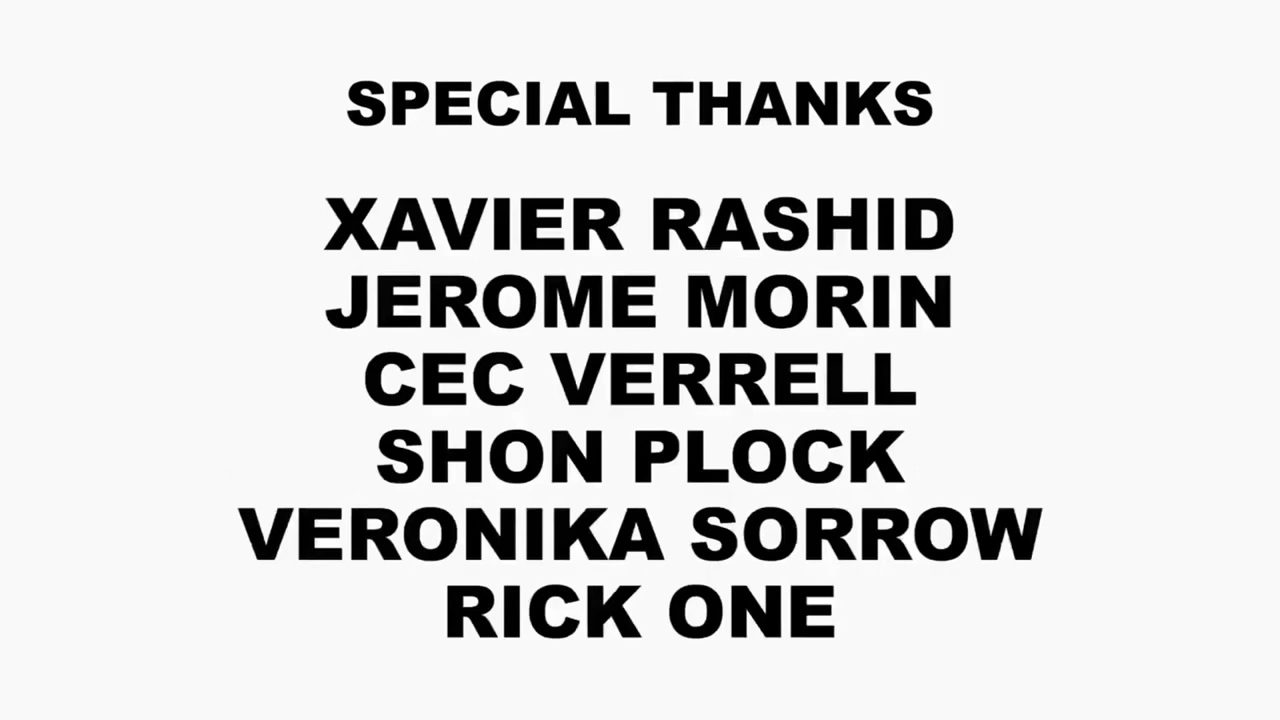 SPECIAL THANKS
XAVIER RASHID
JEROME MORIN
CEC VERRELL
SHON PLOCK
VERONIKA SORROW
RICK ONE